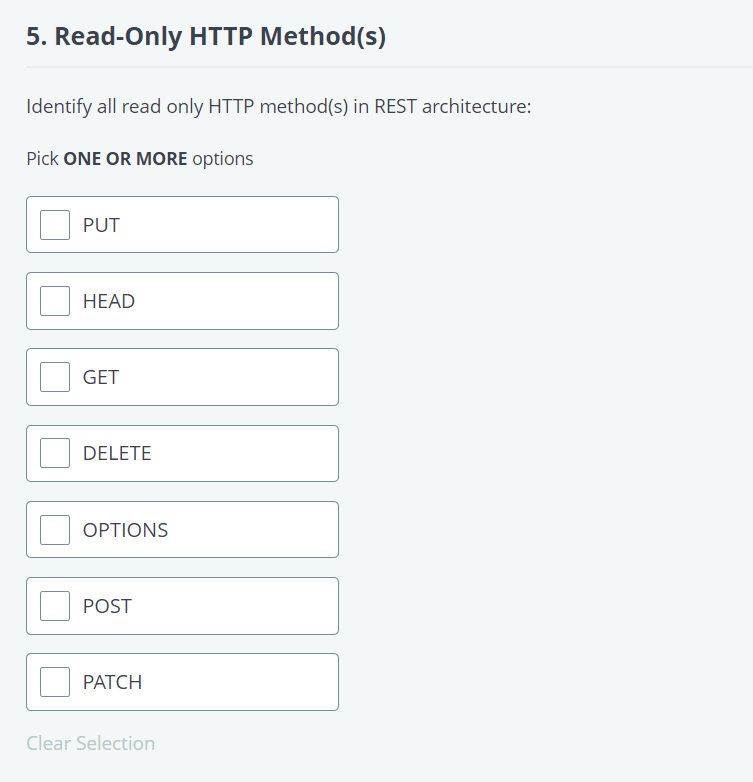 5. Read-Only HTTP Method(s)
Identify all read only HTTP method(s) in REST architecture:
Pick ONE OR MORE options
PUT
HEAD
GET
DELETE
OPTIONS
POST
PATCH
Clear Selection